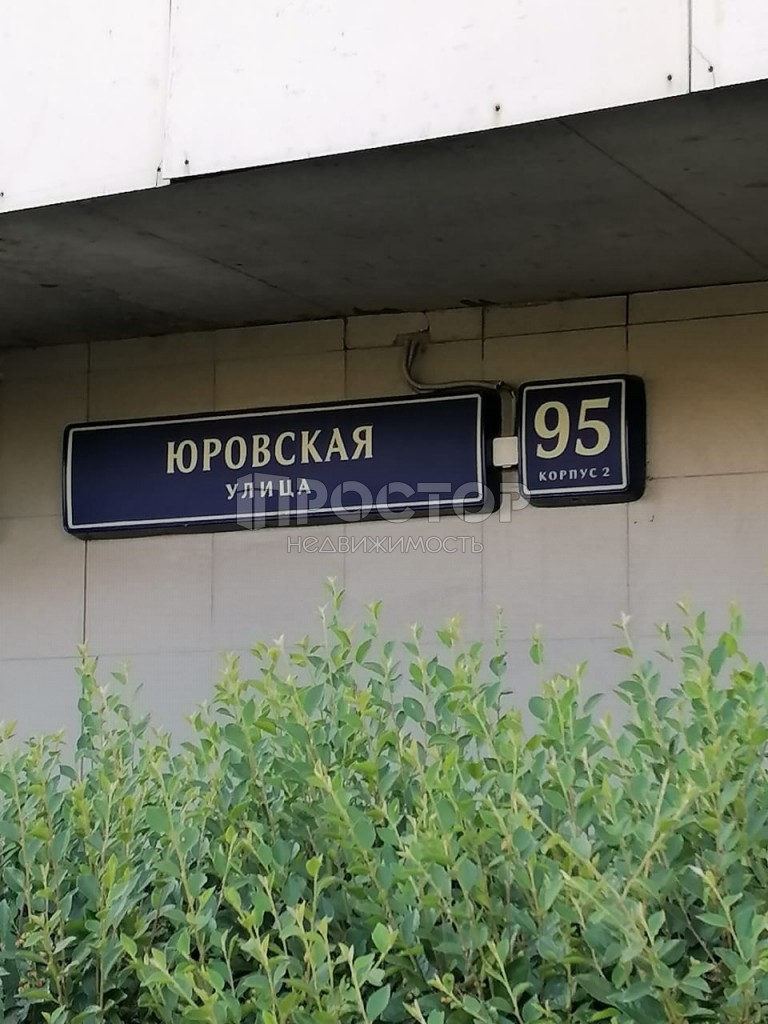 ЮРОВСКАЯ
УЛИЦА
95
КОРПУС 2
ПРОСТОР
недвижимость